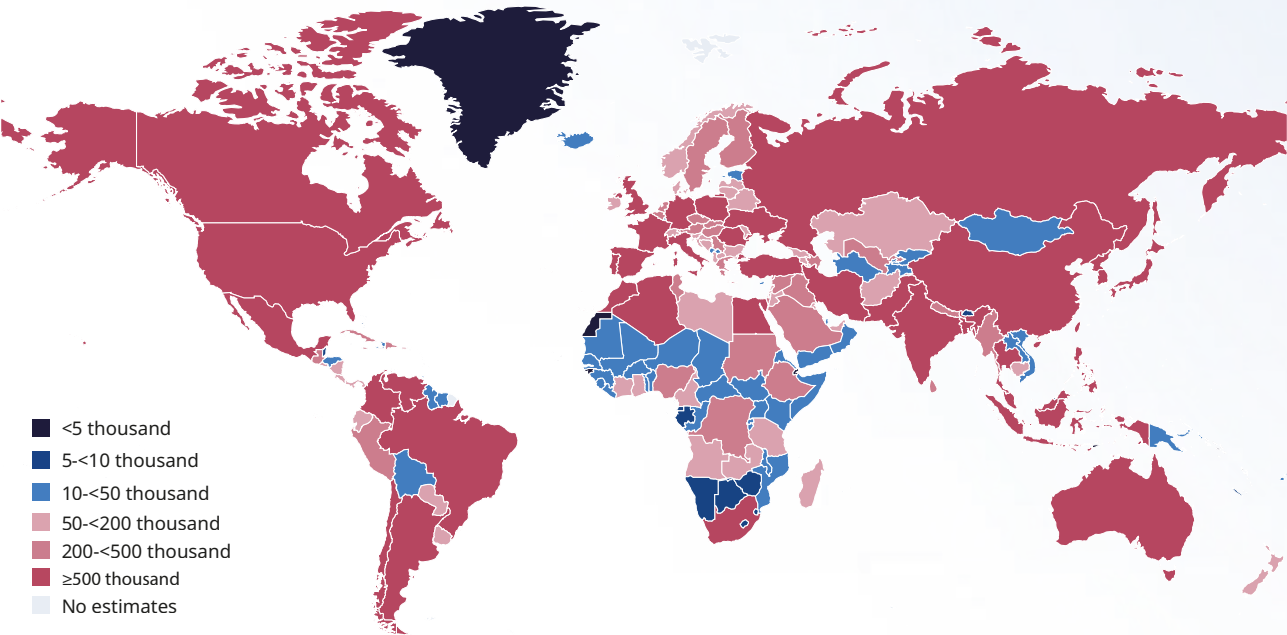 <5 thousand
5-<10 thousand
10-<50 thousand
50-<200 thousand
200-<500 thousand
≥500 thousand
No estimates